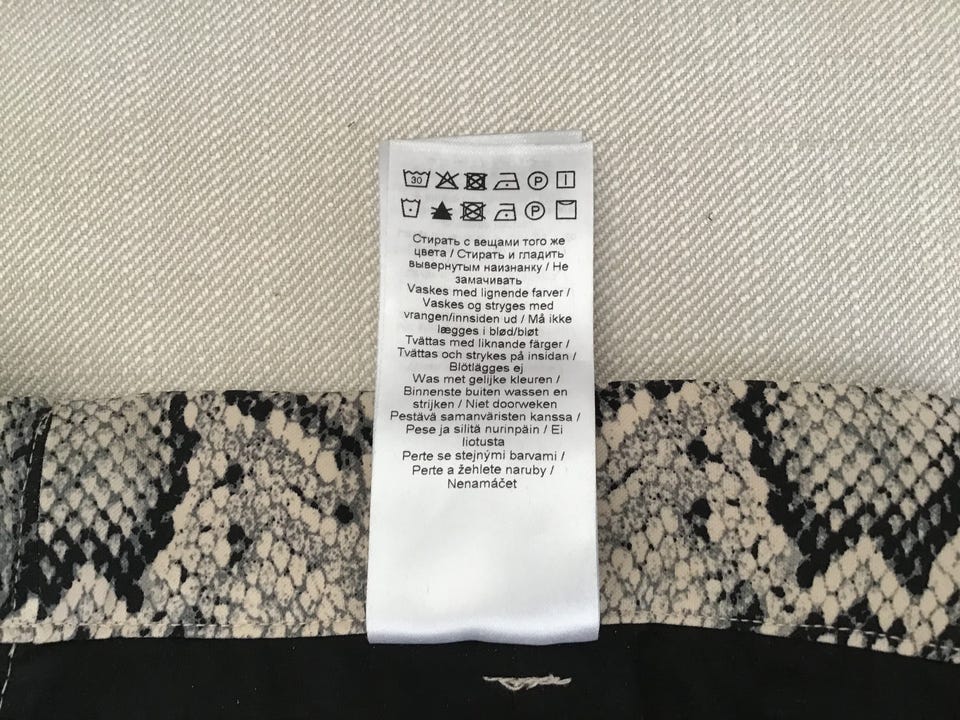 30 P
P
Стирать с вещами того же
цвета / Стирать и гладить
вывернутым наизнанку / Не
замачивать
Vaskes med lignende farver /
Vaskes og stryges med
vrangen/innsiden ud / Må ikke
lægges i blød/bløt
Tvättas med liknande färger /
Tvättas och strykes på insidan /
Blötlägges ej
Was met gelijke kleuren /
Binnenste buiten wassen en
strijken / Niet doorweken
Pestävä samanväristen kanssa /
Pese ja silitä nurinpäin / Ei
liotusta
Perte se stejnými barvami /
Perte a žehlete naruby /
Nenamáčet